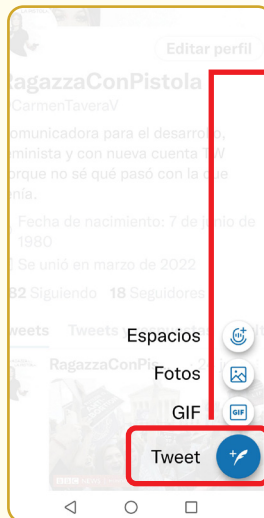 Editar perfil
RagazzaConPistola
@CarmenTaveraV
omunicadora para el desarrollo,
eminista y con nueva cuenta TW
orque no sé qué pasó con la que
enía.
Fecha de nacimiento: 7 de junio de
1980
Se unió en marzo de 2022
82 Siguiendo 18 Seguidores
weets Tweets y
Espacios
RagazzaConPis
Fotos
GIF
GIF
Tweet